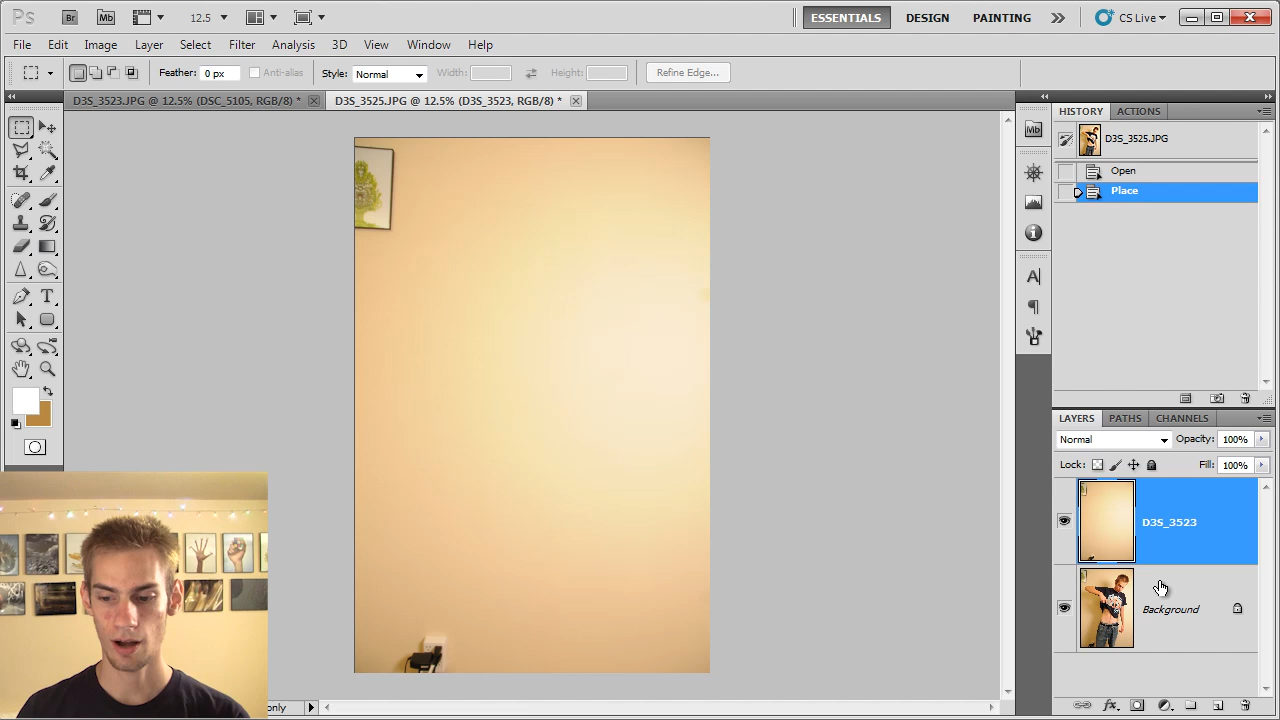 Ps Br Mb 12.5 ESSENTIALS DESIGN PAINTING CS Live
File Edit Image Layer Select Filter Analysis 3D View Window Help
Feather: 0 px Anti-alias Style: Normal Width: Height: Refine Edge...
D3S_3523.JPG @ 12.5% (DSC_5105, RGB/8) * D3S_3525.JPG @ 12.5% (D3S_3523, RGB/8) *
HISTORY ACTIONS
Mb
D3S_3525.JPG
Open
Place
LAYERS PATHS CHANNELS
Normal Opacity: 100%
Lock: Fill: 100%
D3S_3523
Background
only